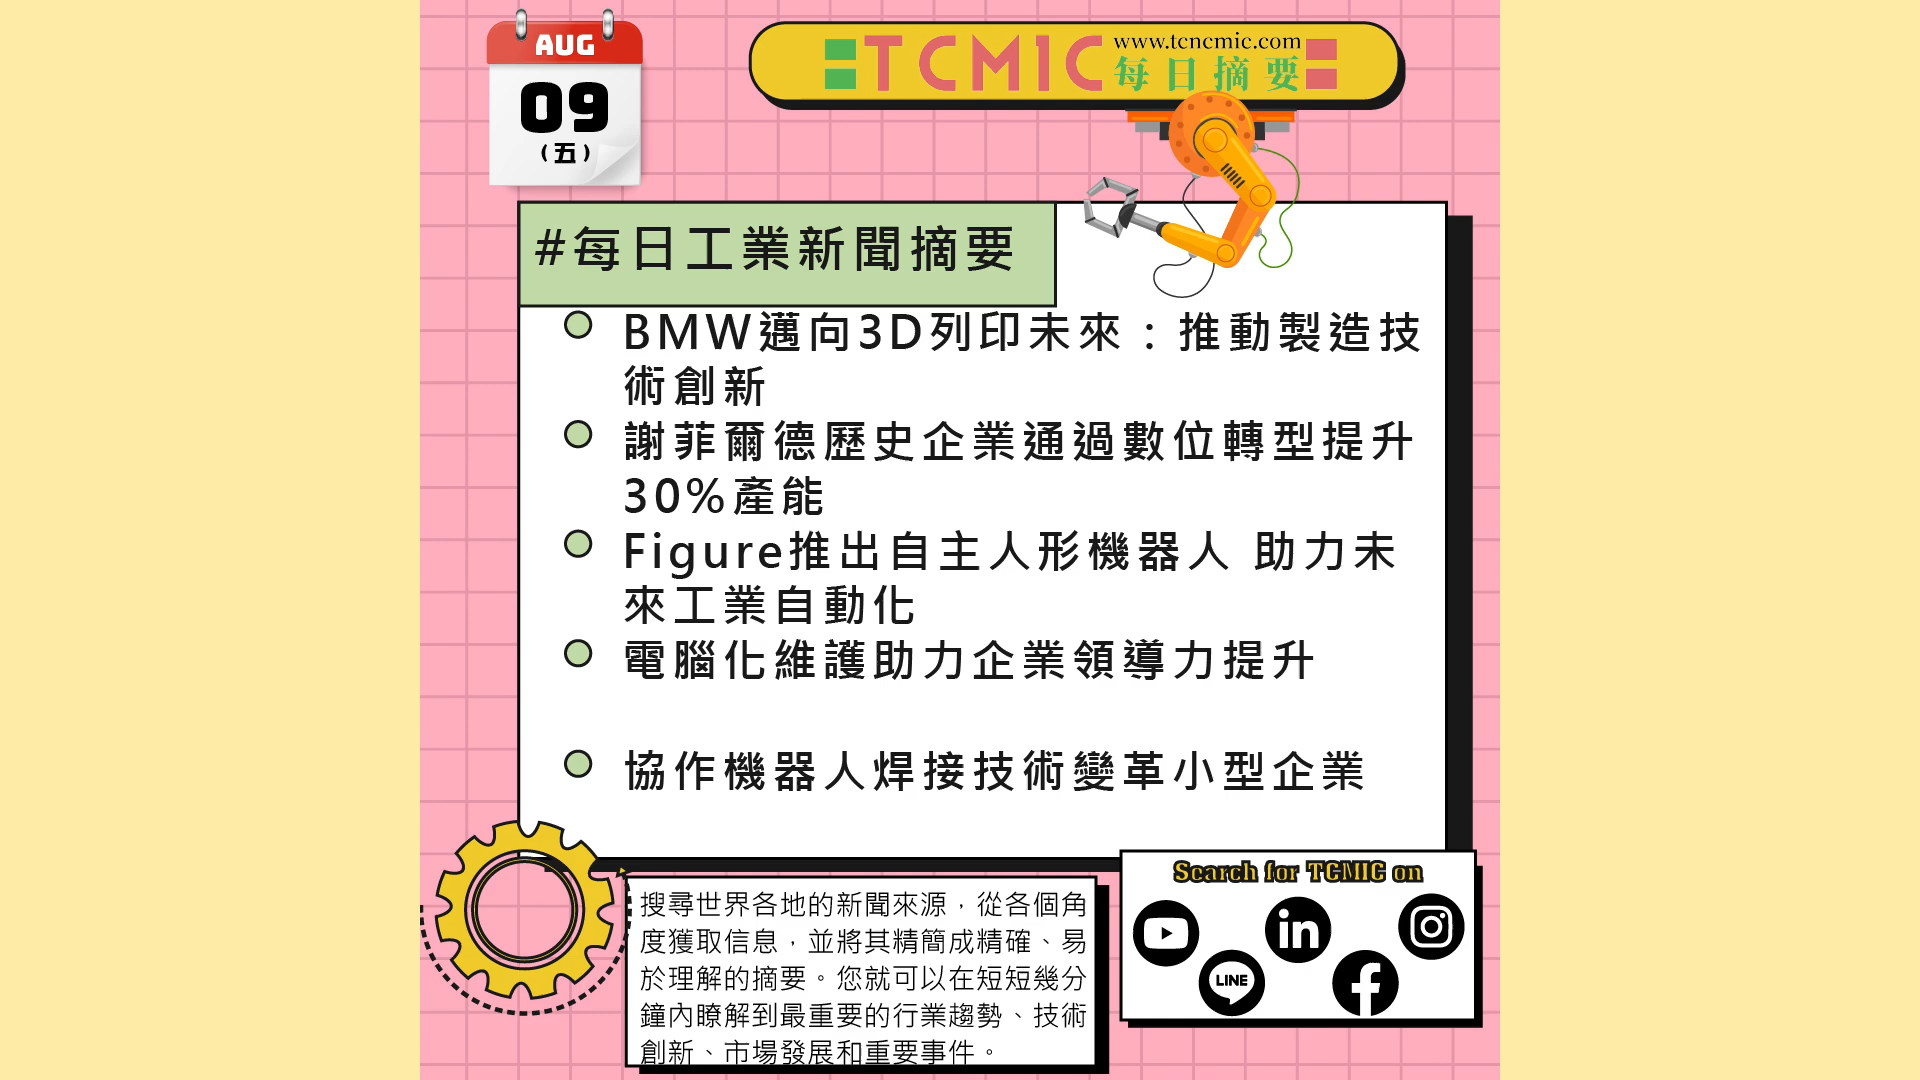 AUG
09
（五）
TCMIC
www.tcncmic.com
每日摘要
#每日工業新聞摘要
BMW邁向3D列印未來：推動製造技
術創新
謝菲爾德歷史企業通過數位轉型提升
30%產能
Figure推出自主人形機器人 助力未
來工業自動化
電腦化維護助力企業領導力提升
協作機器人焊接技術變革小型企業
搜尋世界各地的新聞來源，從各個角
度獲取信息，並將其精簡成精確、易
於理解的摘要。您就可以在短短幾分
鐘內瞭解到最重要的行業趨勢、技術
創新、市場發展和重要事件。
Search for TCMIC on
in
LINE